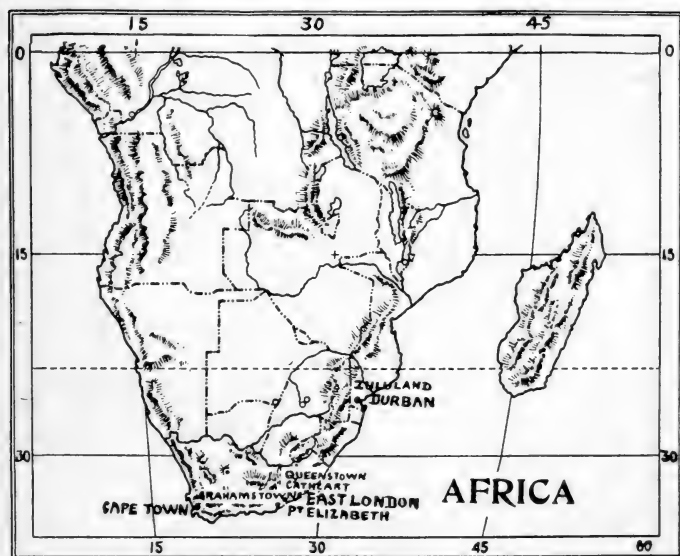 15 30 45
0 0
15 15
ZULULAND
DURBAN
30 30
QUEENSTOWN
CATHCART
GRAHAMSTOWN
EAST LONDON
CAPE TOWN
PT ELIZABETH
AFRICA
15 30 45 60